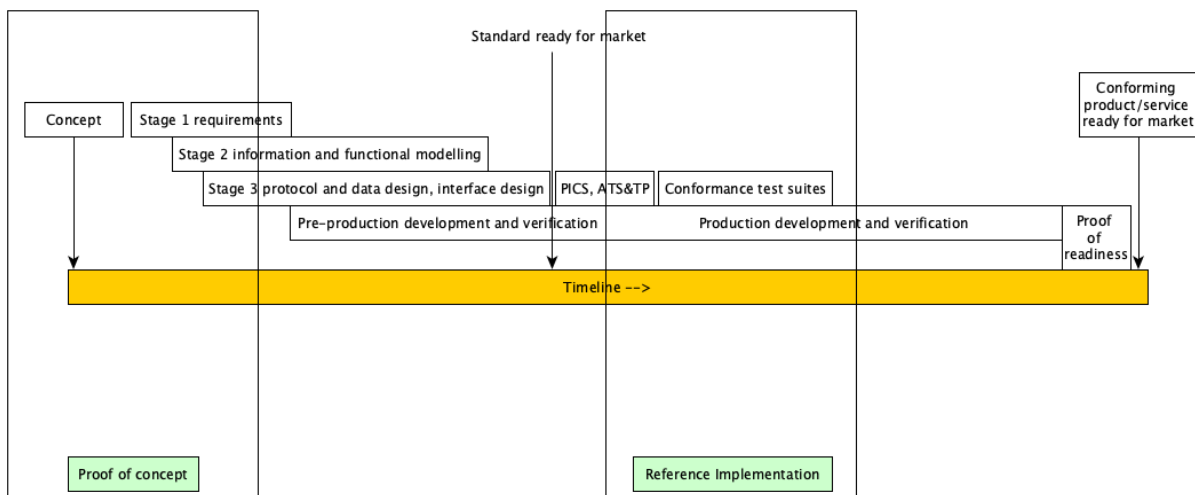 Standard ready for market
Concept
Stage 1 requirements
Conforming
product/service
ready for market
Stage 2 information and functional modelling
Stage 3 protocol and data design, interface design
PICS, ATS&TP
Conformance test suites
Pre-production development and verification
Production development and verification
Proof
of
readiness
Timeline -->
Proof of concept
Reference Implementation